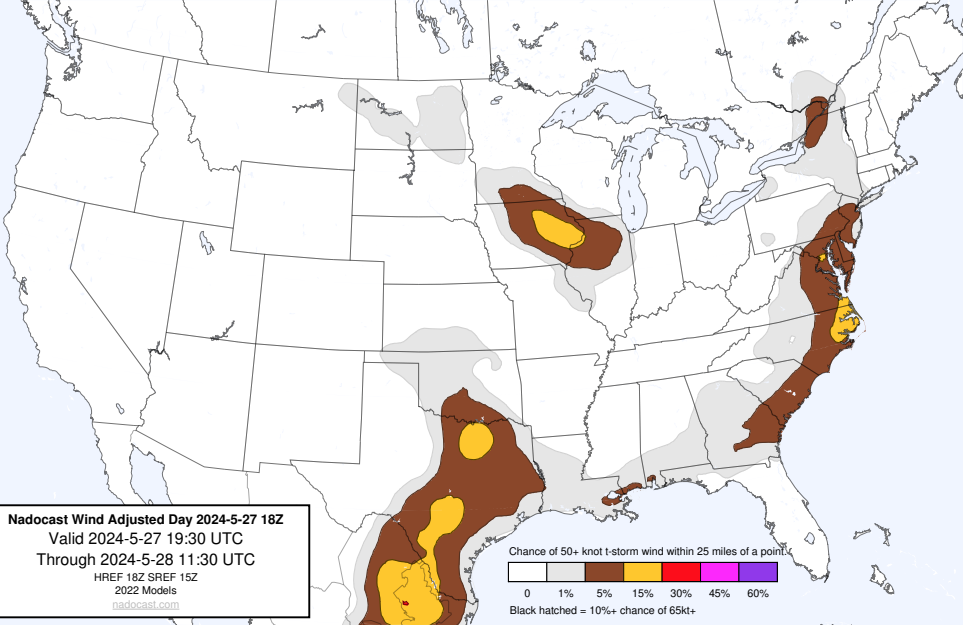 Nadocast Wind Adjusted Day 2024-5-27 18Z
Valid 2024-5-27 19:30 UTC
Through 2024-5-28 11:30 UTC
HREF 18Z SREF 15Z
2022 Models
nadocast.com
Chance of 50+ knot t-storm wind within 25 miles of a point.
0 1% 5% 15% 30% 45% 60%
Black hatched = 10%+ chance of 65kt+